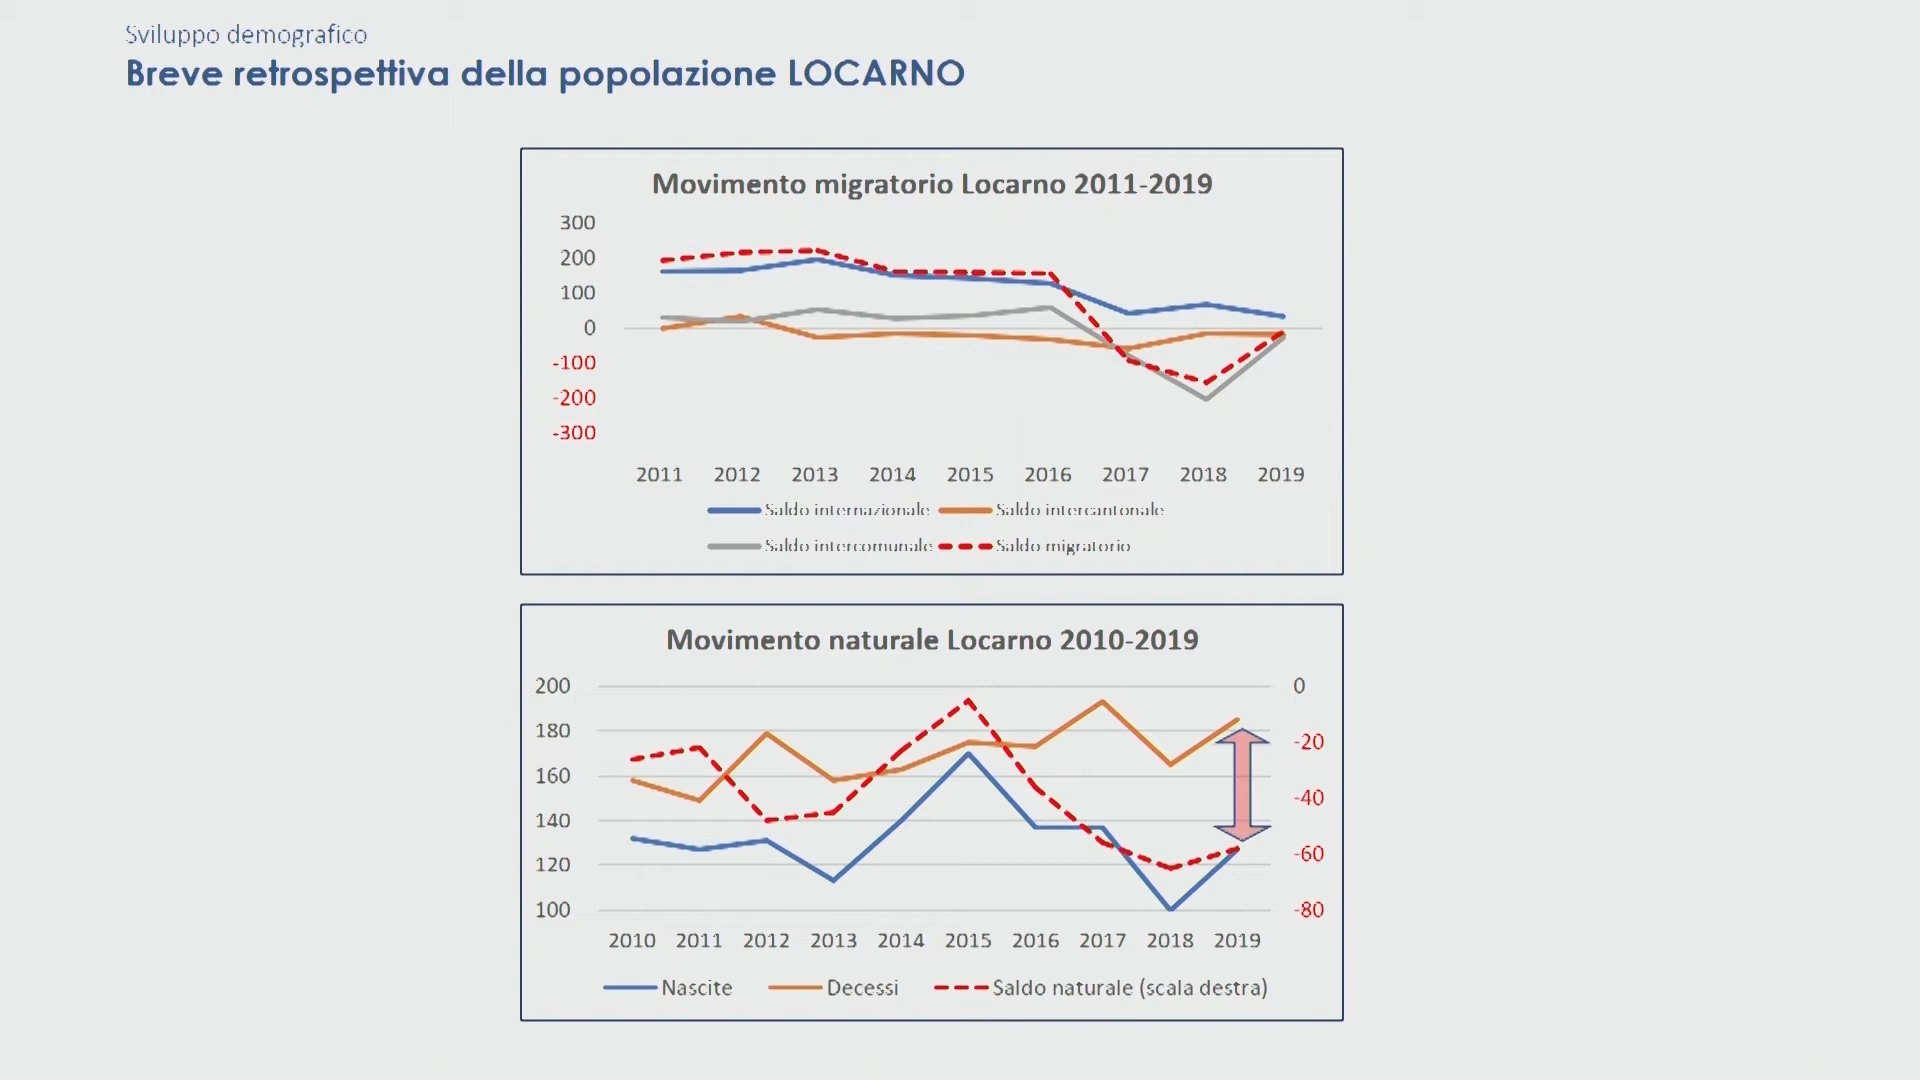 Sviluppo demografico
Breve retrospettiva della popolazione LOCARNO
Movimento migratorio Locarno 2011-2019
300
200
100
0
-100
-200
-300
2011 2012 2013 2014 2015 2016 2017 2018 2019
Saldo internazionale Saldo intercantonale
Saldo intercomunale Saldo migratorio
Movimento naturale Locarno 2010-2019
200 0
180
-20
160
-40
140
-60
120
100 -80
2010 2011 2012 2013 2014 2015 2016 2017 2018 2019
Nascite Decessi Saldo naturale (scala destra)